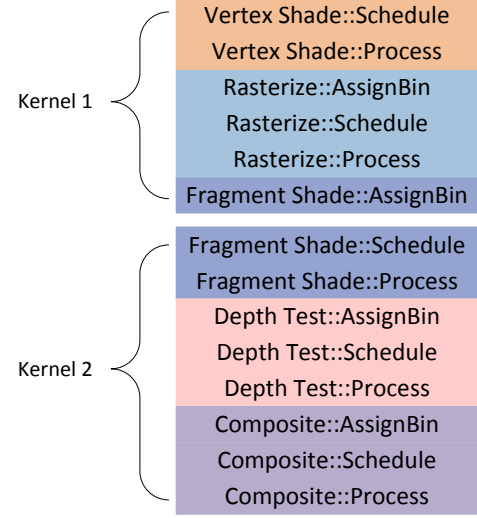 Kernel 1
Vertex Shade::Schedule
Vertex Shade::Process
Rasterize::AssignBin
Rasterize::Schedule
Rasterize::Process
Fragment Shade::AssignBin
Kernel 2
Fragment Shade::Schedule
Fragment Shade::Process
Depth Test::AssignBin
Depth Test::Schedule
Depth Test::Process
Composite::AssignBin
Composite::Schedule
Composite::Process